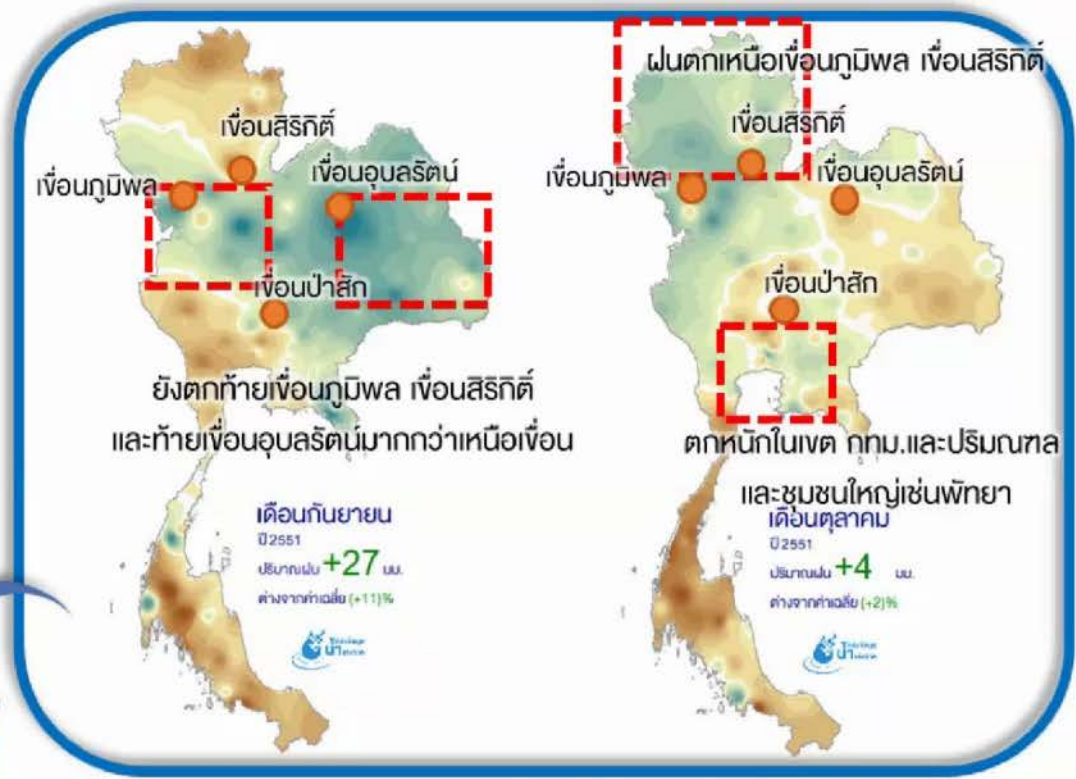 เขื่อนสิริกิติ์
เขื่อนภูมิพล
เขื่อนอุบลรัตน์
เขื่อนป่าสัก
ยังตกท้ายเขื่อนภูมิพล เขื่อนสิริกิติ์
และท้ายเขื่อนอุบลรัตน์มากกว่าเหนือเขื่อน
เดือนกันยายน
ปี2551
ปริมาณฝน +27 มม.
ต่างจากค่าเฉลี่ย (+11)%
ฝนตกเหนือเขื่อนภูมิพล เขื่อนสิริกิติ์
เขื่อนสิริกิติ์
เขื่อนภูมิพล
เขื่อนอุบลรัตน์
เขื่อนป่าสัก
ตกหนักในเขต กทม.และปริมณฑล
และชุมชนใหญ่เช่นพัทยา
เดือนตุลาคม
ปี2551
ปริมาณฝน +4 มม.
ต่างจากค่าเฉลี่ย (+2)%